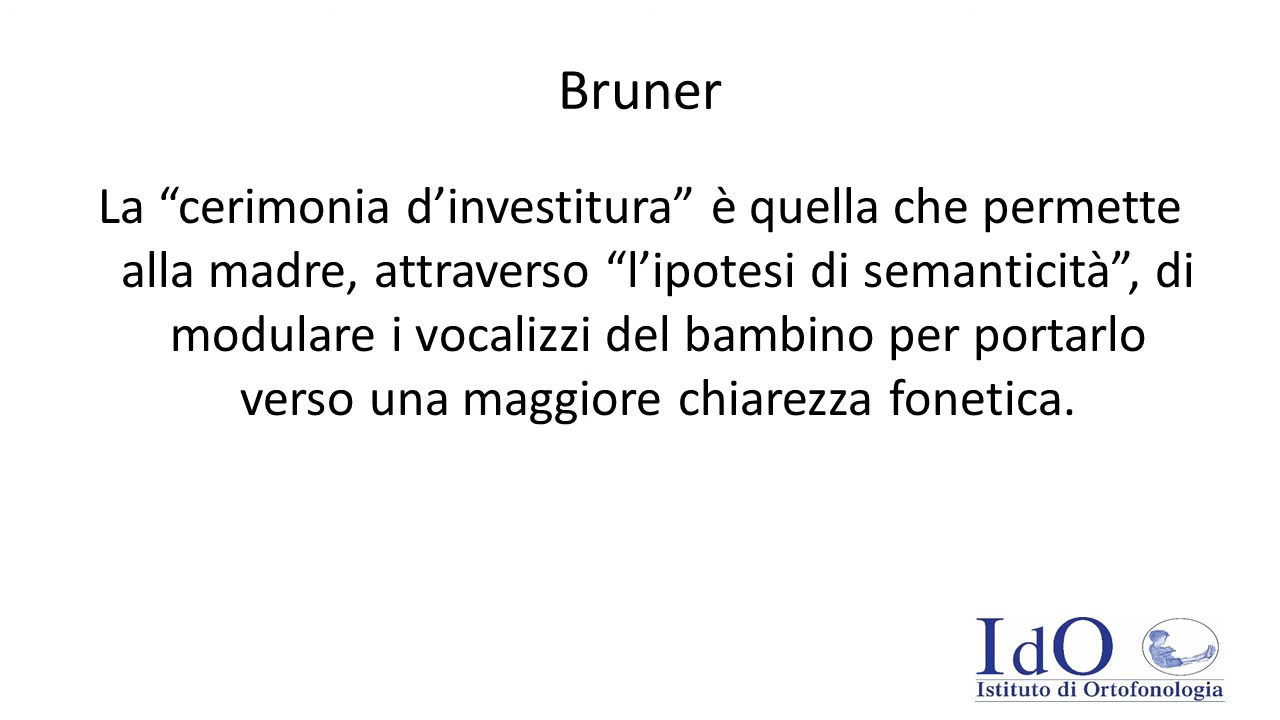 Bruner
La “cerimonia d’investitura” è quella che permette
alla madre, attraverso “l’ipotesi di semanticità”, di
modulare i vocalizzi del bambino per portarlo
verso una maggiore chiarezza fonetica.
IdO
Istituto di Ortofonologia